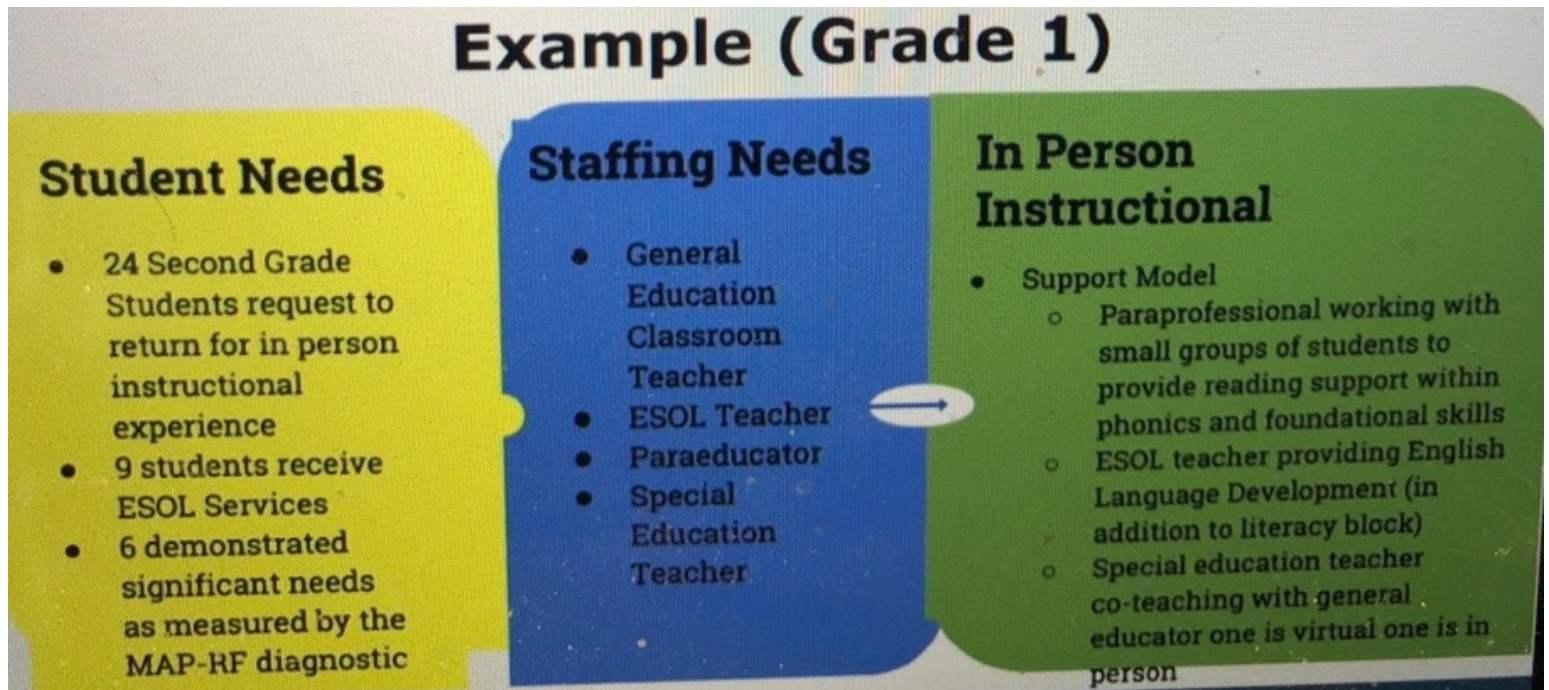 Example (Grade 1)
Student Needs
24 Second Grade
Students request to
return for in person
instructional
experience
9 students receive
ESOL Services
6 demonstrated
significant needs
as measured by the
MAP-RF diagnostic
Staffing Needs
General
Education
Classroom
Teacher
ESOL Teacher
Paraeducator
Special
Education
Teacher
In Person
Instructional
Support Model
Paraprofessional working with
small groups of students to
provide reading support within
phonics and foundational skills
ESOL teacher providing English
Language Development (in
addition to literacy block)
Special education teacher
co-teaching with general
educator one is virtual one is in
person